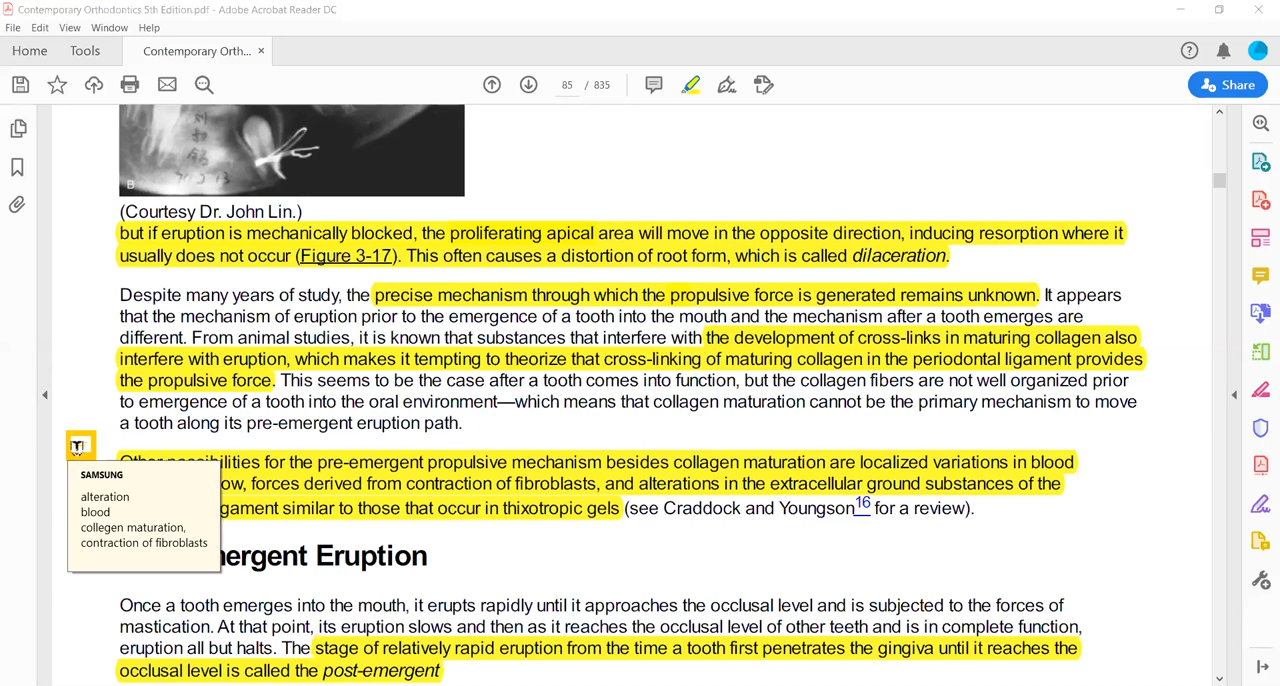 Contemporary Orthodontics 5th Edition.pdf - Adobe Acrobat Reader DC
File Edit View Window Help
Home Tools Contemporary Orth... ×
85 / 835
Share
B
(Courtesy Dr. John Lin.)
but if eruption is mechanically blocked, the proliferating apical area will move in the opposite direction, inducing resorption where it
usually does not occur (Figure 3-17). This often causes a distortion of root form, which is called dilaceration.
Despite many years of study, the precise mechanism through which the propulsive force is generated remains unknown. It appears
that the mechanism of eruption prior to the emergence of a tooth into the mouth and the mechanism after a tooth emerges are
different. From animal studies, it is known that substances that interfere with the development of cross-links in maturing collagen also
interfere with eruption, which makes it tempting to theorize that cross-linking of maturing collagen in the periodontal ligament provides
the propulsive force. This seems to be the case after a tooth comes into function, but the collagen fibers are not well organized prior
to emergence of a tooth into the oral environment—which means that collagen maturation cannot be the primary mechanism to move
a tooth along its pre-emergent eruption path.
Other possibilities for the pre-emergent propulsive mechanism besides collagen maturation are localized variations in blood
ow, forces derived from contraction of fibroblasts, and alterations in the extracellular ground substances of the
gament similar to those that occur in thixotropic gels (see Craddock and Youngson16 for a review).
SAMSUNG
alteration
blood
collegen maturation,
contraction of fibroblasts
nergent Eruption
Once a tooth emerges into the mouth, it erupts rapidly until it approaches the occlusal level and is subjected to the forces of
mastication. At that point, its eruption slows and then as it reaches the occlusal level of other teeth and is in complete function,
eruption all but halts. The stage of relatively rapid eruption from the time a tooth first penetrates the gingiva until it reaches the
occlusal level is called the post-emergent